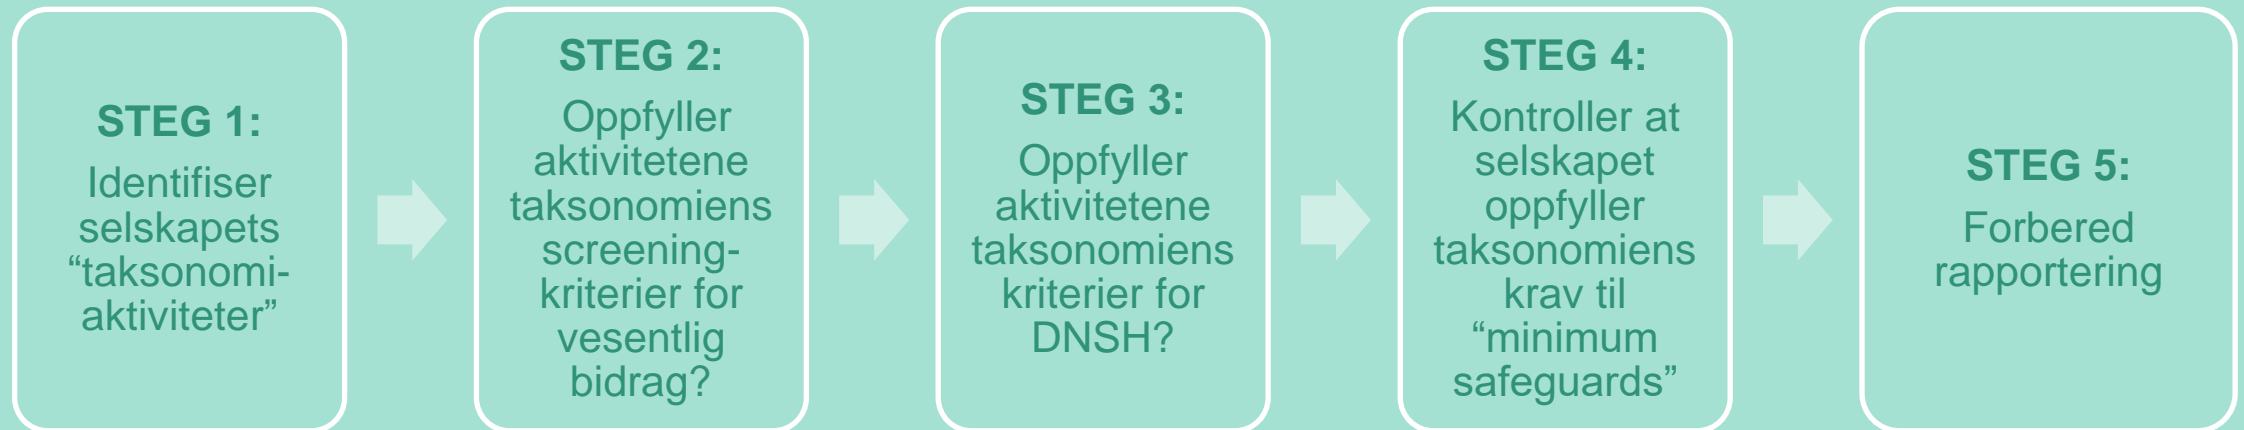 STEG 1:
Identifiser
selskapets
“taksonomi-
aktiviteter”
STEG 2:
Oppfyller
aktivitetene
taksonomiens
screening-
kriterier for
vesentlig
bidrag?
STEG 3:
Oppfyller
aktivitetene
taksonomiens
kriterier for
DNSH?
STEG 4:
Kontroller at
selskapet
oppfyller
taksonomiens
krav til
“minimum
safeguards”
STEG 5:
Forbered
rapportering